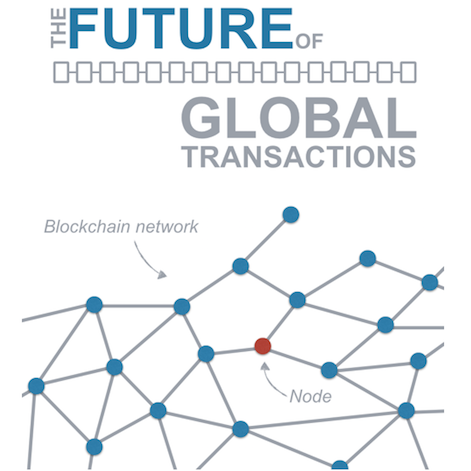 THE FUTURE OF
GLOBAL
TRANSACTIONS
Blockchain network
Node